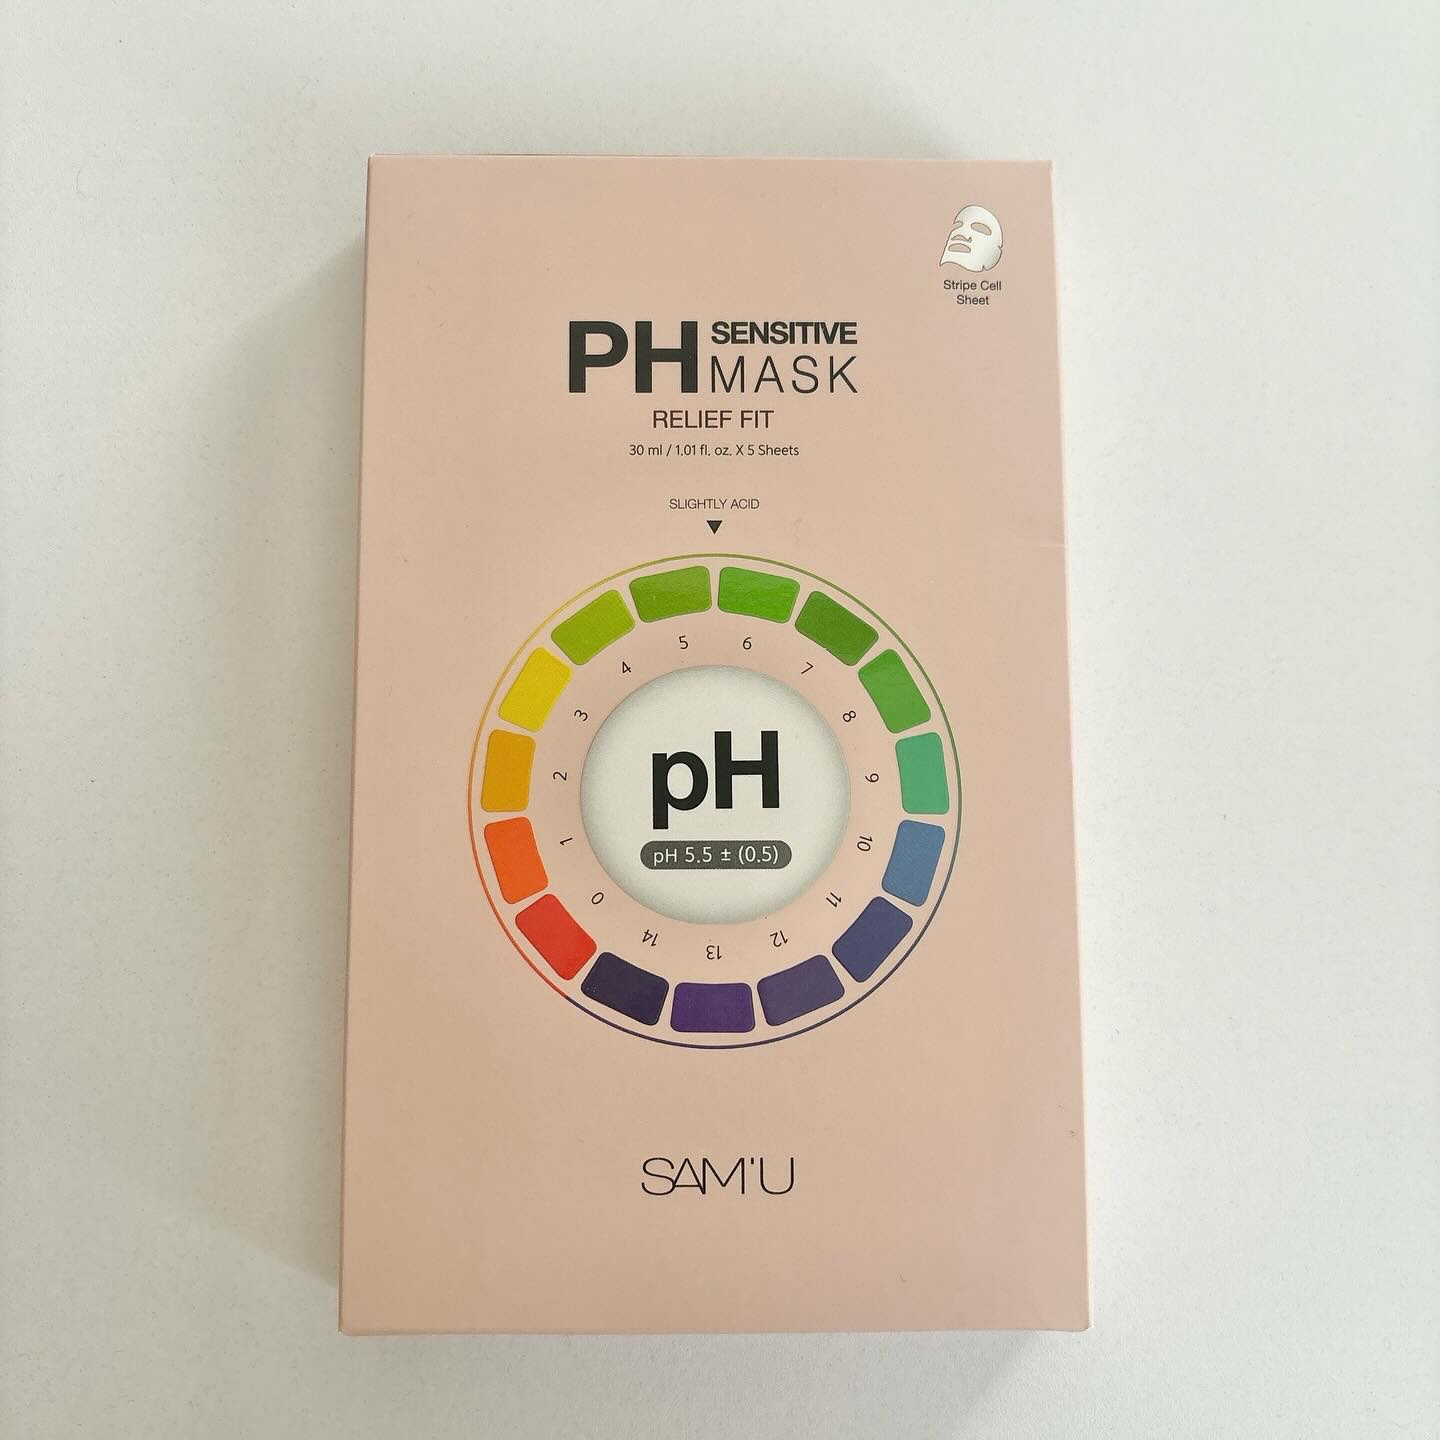 Stripe Cell
Sheet
PH SENSITIVE
MASK
RELIEF FIT
30 ml / 1.01 fl. oz. X 5 Sheets
SLIGHTLY ACID
0
1
2
3
4
5
6
7
8
9
10
11
12
13
14
pH
pH 5.5 ± (0.5)
SAM'U